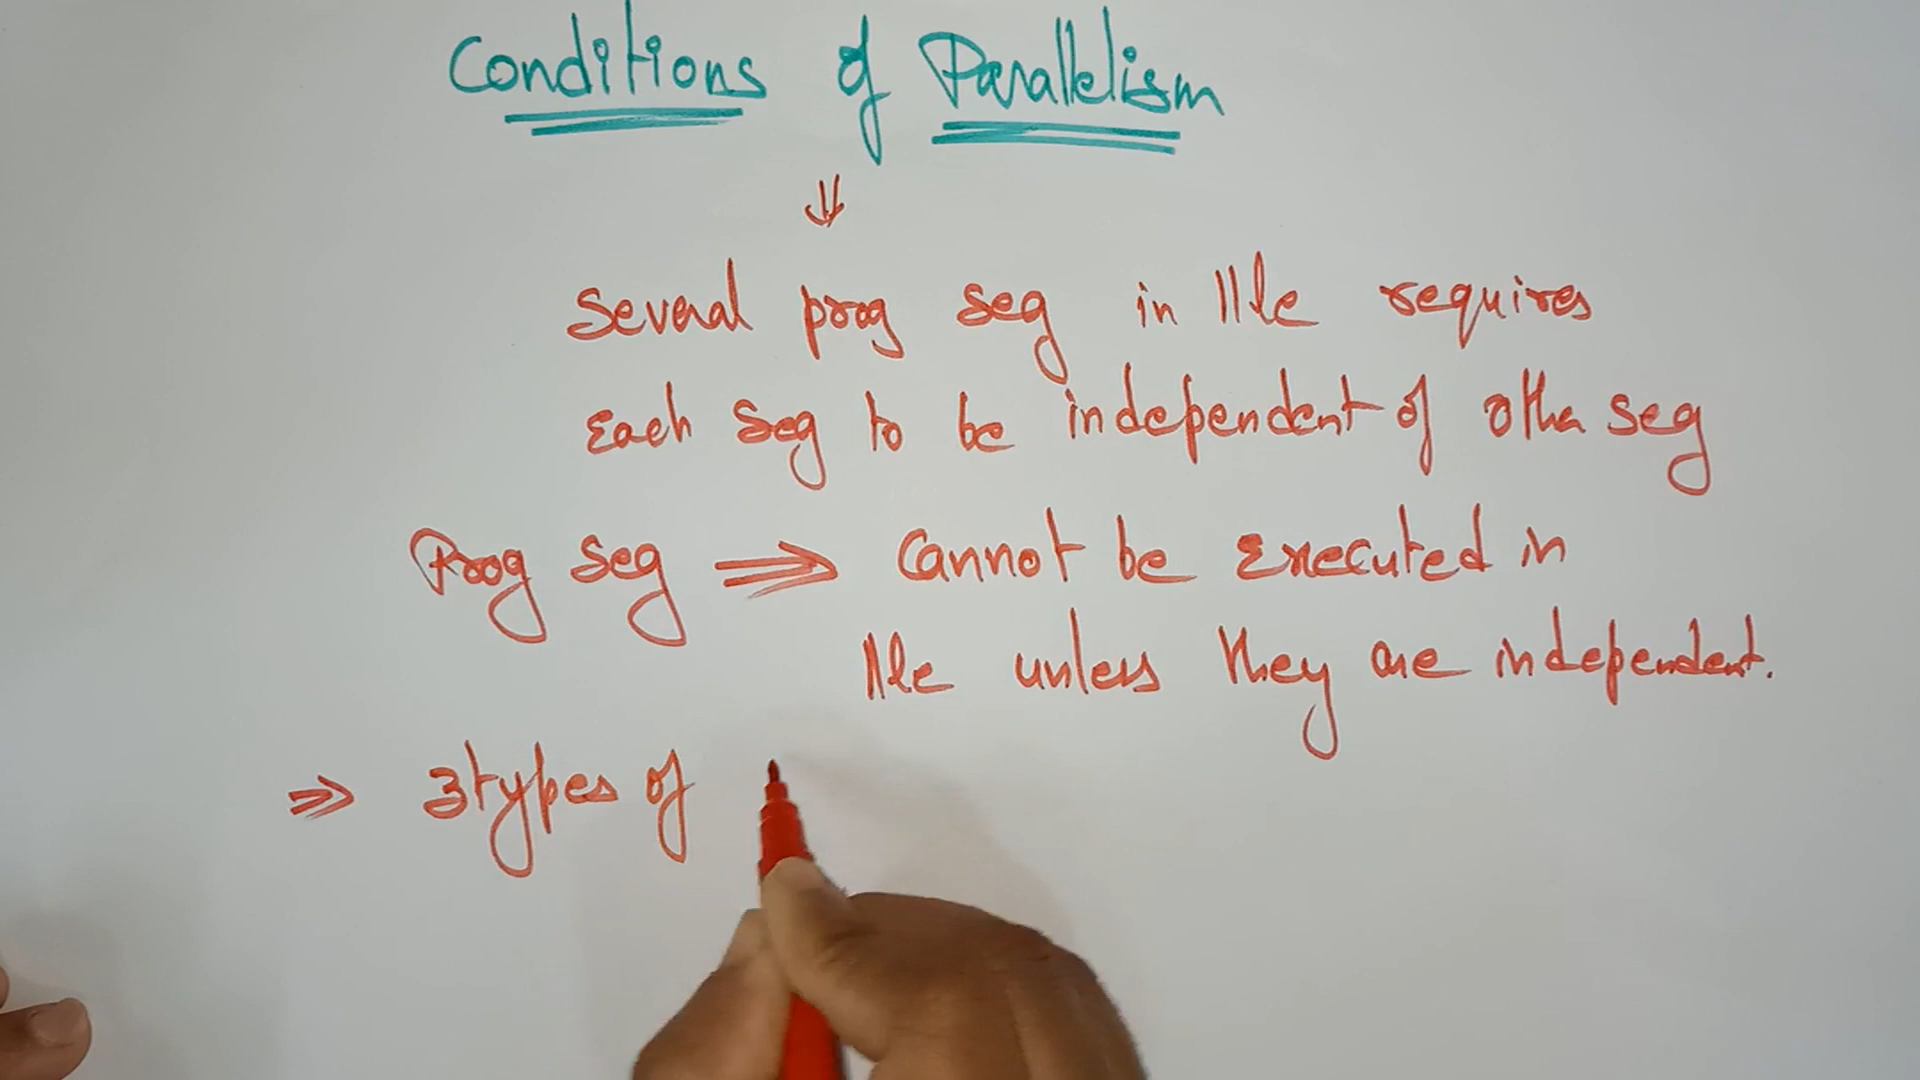 Conditions of Parallelism
Several prog seg in ||le requires
Each seg to be independent of other seg
Prog seg ⇒ cannot be executed in
||le unless they are independent.
⇒ 3 types of